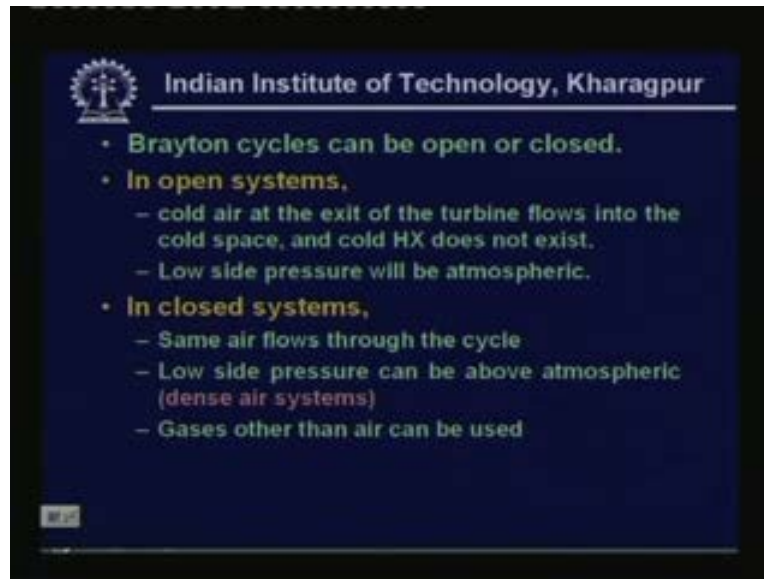 Indian Institute of Technology, Kharagpur
• Brayton cycles can be open or closed.
• In open systems,
– cold air at the exit of the turbine flows into the
cold space, and cold HX does not exist.
– Low side pressure will be atmospheric.
• In closed systems,
– Same air flows through the cycle
– Low side pressure can be above atmospheric
(dense air systems)
– Gases other than air can be used